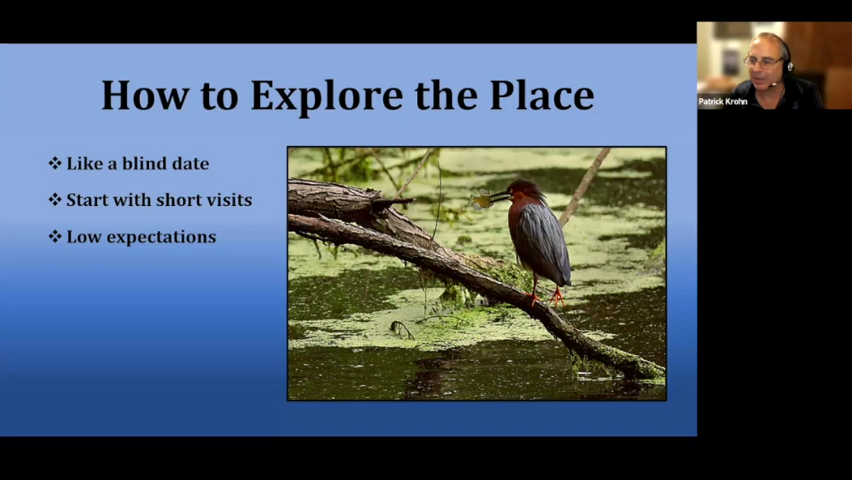 How to Explore the Place
❖ Like a blind date
❖ Start with short visits
❖ Low expectations
Patrick Krohn